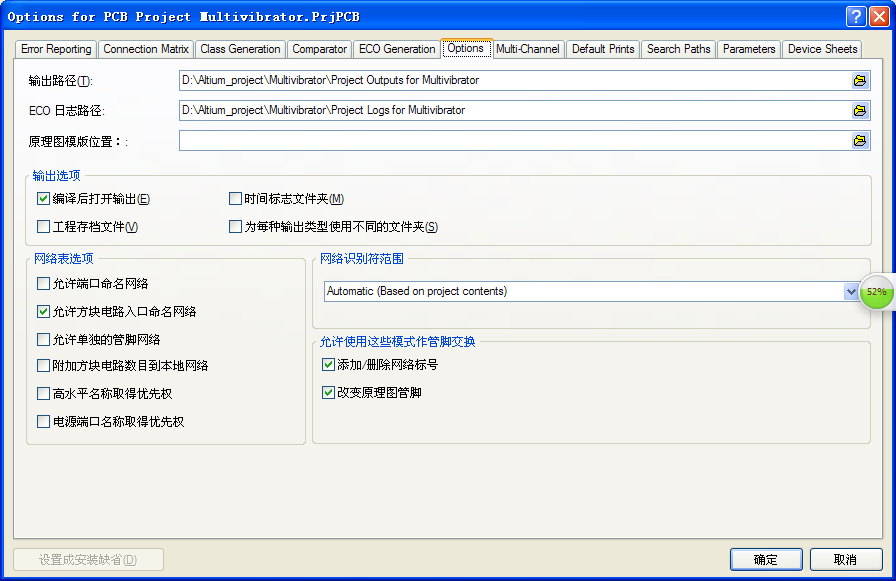 Options for PCB Project Multivibrator.PrjPCB
Error Reporting Connection Matrix Class Generation Comparator ECO Generation Options Multi-Channel Default Prints Search Paths Parameters Device Sheets
输出路径(T): D:\Altium_project\Multivibrator\Project Outputs for Multivibrator
ECO 日志路径: D:\Altium_project\Multivibrator\Project Logs for Multivibrator
原理图模版位置：:
输出选项
编译后打开输出(E) 时间标志文件夹(M)
工程存档文件(V) 为每种输出类型使用不同的文件夹(S)
网络表选项
允许端口命名网络
允许方块电路入口命名网络
允许单独的管脚网络
附加方块电路数目到本地网络
高水平名称取得优先权
电源端口名称取得优先权
网络识别符范围
Automatic (Based on project contents)
52%
允许使用这些模式作管脚交换
添加/删除网络标号
改变原理图管脚
设置成安装缺省(D) 确定 取消